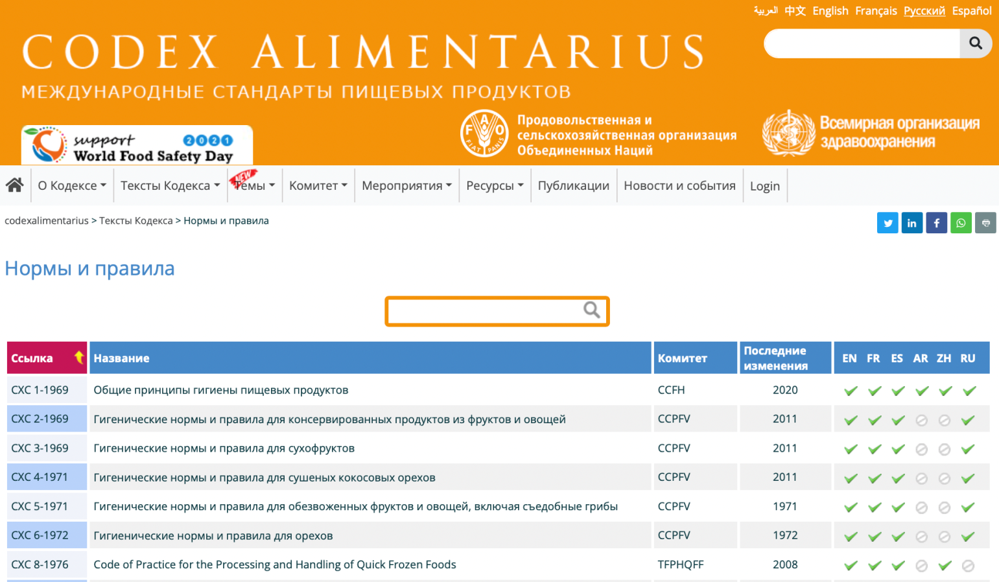 العربية 中文 English Français Русский Español
CODEX ALIMENTARIUS
МЕЖДУНАРОДНЫЕ СТАНДАРТЫ ПИЩЕВЫХ ПРОДУКТОВ
support 2021
World Food Safety Day
FAO
FIAT PANIS
Продовольственная и
сельскохозяйственная организация
Объединенных Наций
Всемирная организация
здравоохранения
О Кодексе Тексты Кодекса NEW Темы Комитет Мероприятия Ресурсы Публикации Новости и события Login
codexalimentarius > Тексты Кодекса > Нормы и правила
Нормы и правила
Ссылка Название Комитет Последние изменения EN FR ES AR ZH RU
CXC 1-1969 Общие принципы гигиены пищевых продуктов CCFH 2020
CXC 2-1969 Гигенические нормы и правила для консервированных продуктов из фруктов и овощей CCPFV 2011
CXC 3-1969 Гигенические нормы и правила для сухофруктов CCPFV 2011
CXC 4-1971 Гигенические нормы и правила для сушеных кокосовых орехов CCPFV 2011
CXC 5-1971 Гигенические нормы и правила для обезвоженных фруктов и овощей, включая съедобные грибы CCPFV 1971
CXC 6-1972 Гигиенические нормы и правила для орехов CCPFV 1972
CXC 8-1976 Code of Practice for the Processing and Handling of Quick Frozen Foods TFPHQFF 2008